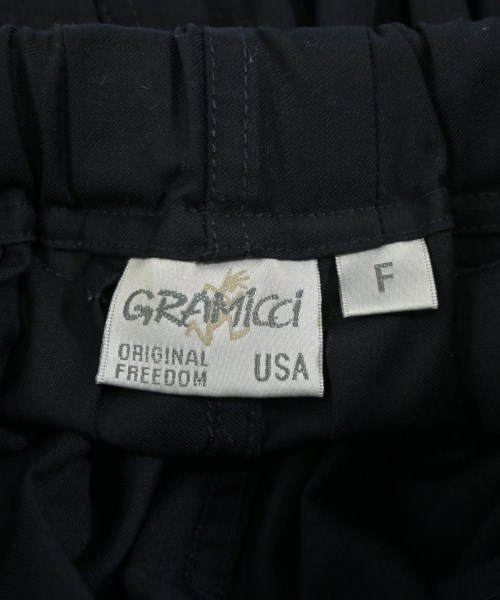 GRAMicci
ORIGINAL
FREEDOM
USA
F